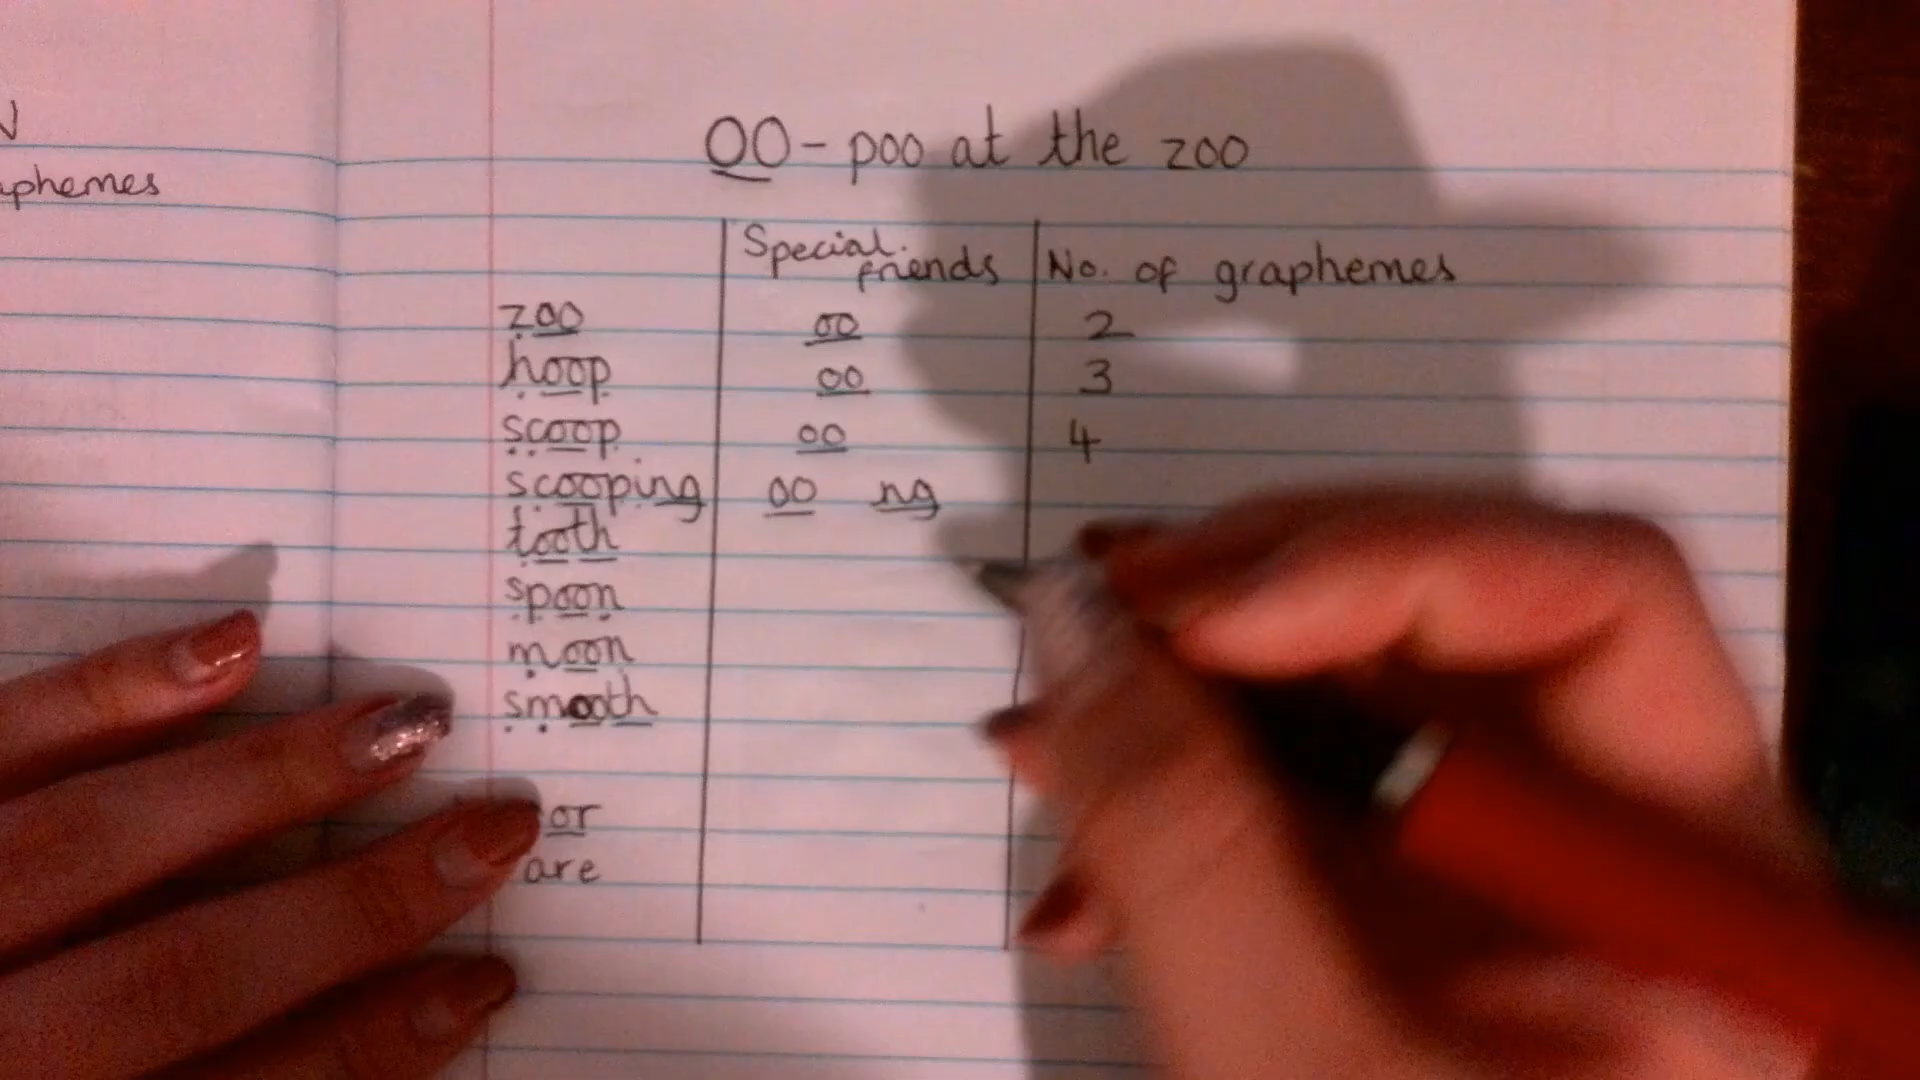 OO - poo at the zoo
aphemes
Special friends No. of graphemes
zoo oo 2
hoop oo 3
scoop oo 4
scooping oo ng
tooth
spoon
moon
smooth
or
are